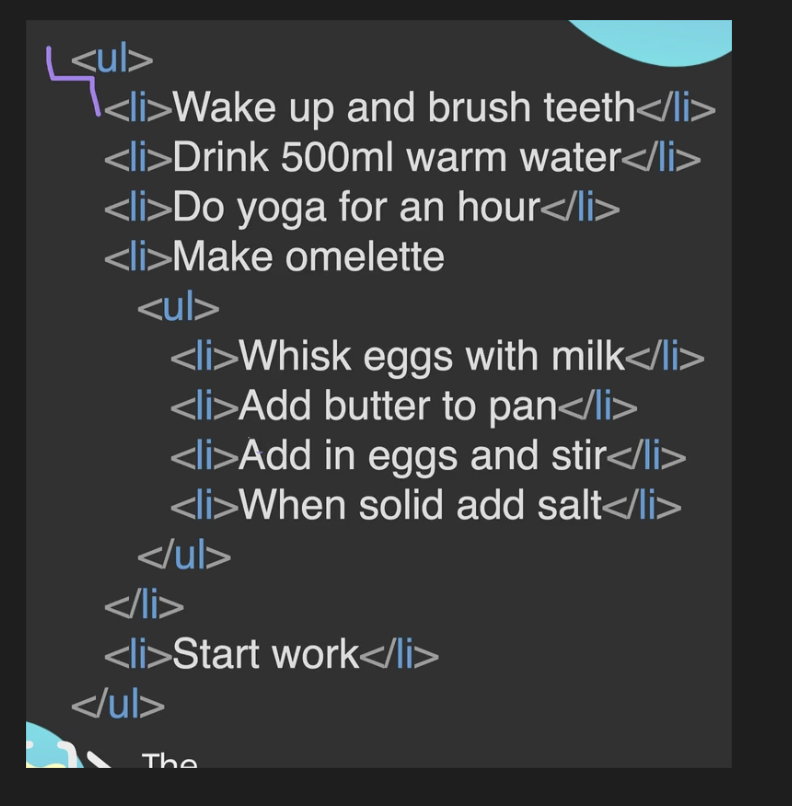 <ul>
<li>Wake up and brush teeth</li>
<li>Drink 500ml warm water</li>
<li>Do yoga for an hour</li>
<li>Make omelette
<ul>
<li>Whisk eggs with milk</li>
<li>Add butter to pan</li>
<li>Add in eggs and stir</li>
<li>When solid add salt</li>
</ul>
</li>
<li>Start work</li>
</ul>
The